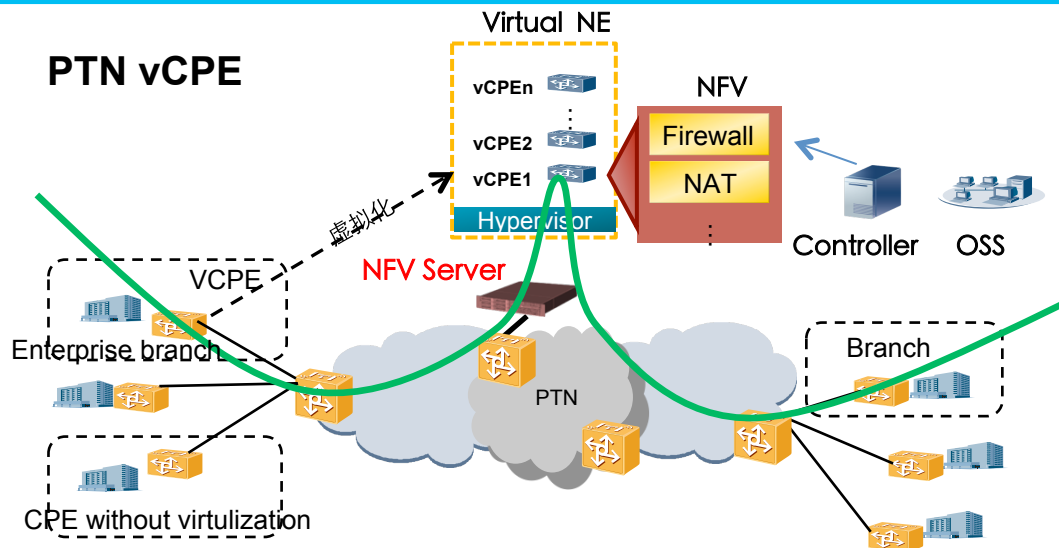 Virtual NE
PTN vCPE
vCPEn
NFV
Firewall
vCPE2
vCPE1
NAT
虚拟化
Hypervisor
Controller
OSS
NFV Server
VCPE
Enterprise branch
Branch
PTN
CPE without virtulization